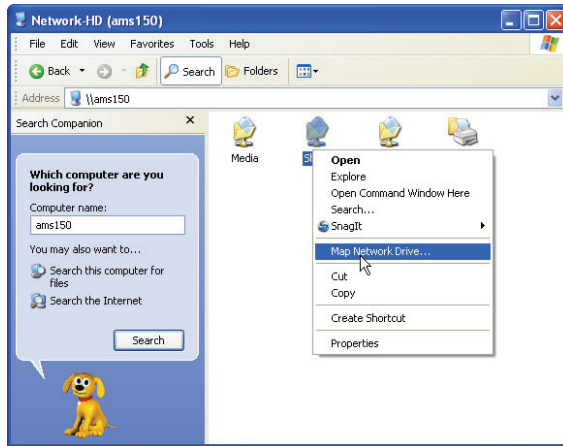 Network-HD (ams150)
File Edit View Favorites Tools Help
Back Search Folders
Address \\ams150
Search Companion
Which computer are you
looking for?
Computer name:
ams150
You may also want to...
Search this computer for
files
Search the Internet
Search
Media
Open
Explore
Open Command Window Here
Search...
SnagIt
Map Network Drive...
Cut
Copy
Create Shortcut
Properties